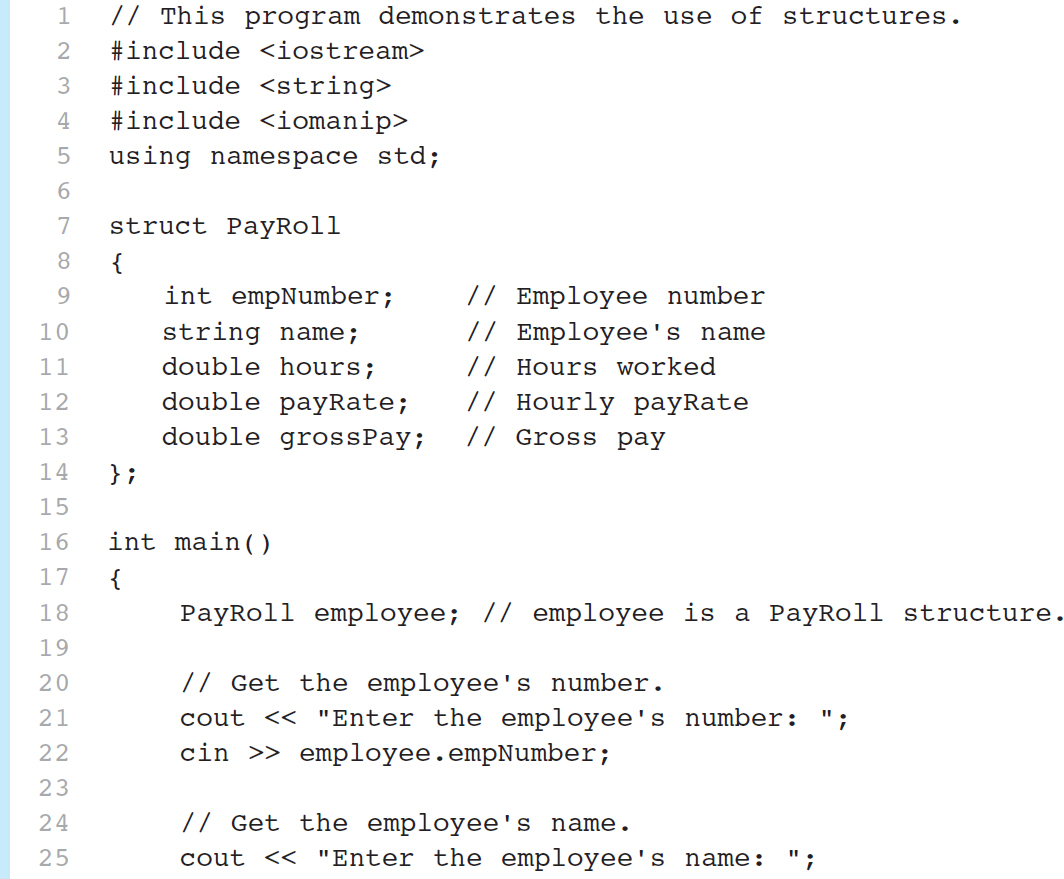 1 // This program demonstrates the use of structures.
2 #include <iostream>
3 #include <string>
4 #include <iomanip>
5 using namespace std;
6
7 struct PayRoll
8 {
9 int empNumber; // Employee number
10 string name; // Employee's name
11 double hours; // Hours worked
12 double payRate; // Hourly payRate
13 double grossPay; // Gross pay
14 };
15
16 int main()
17 {
18 PayRoll employee; // employee is a PayRoll structure.
19
20 // Get the employee's number.
21 cout << "Enter the employee's number: ";
22 cin >> employee.empNumber;
23
24 // Get the employee's name.
25 cout << "Enter the employee's name: ";